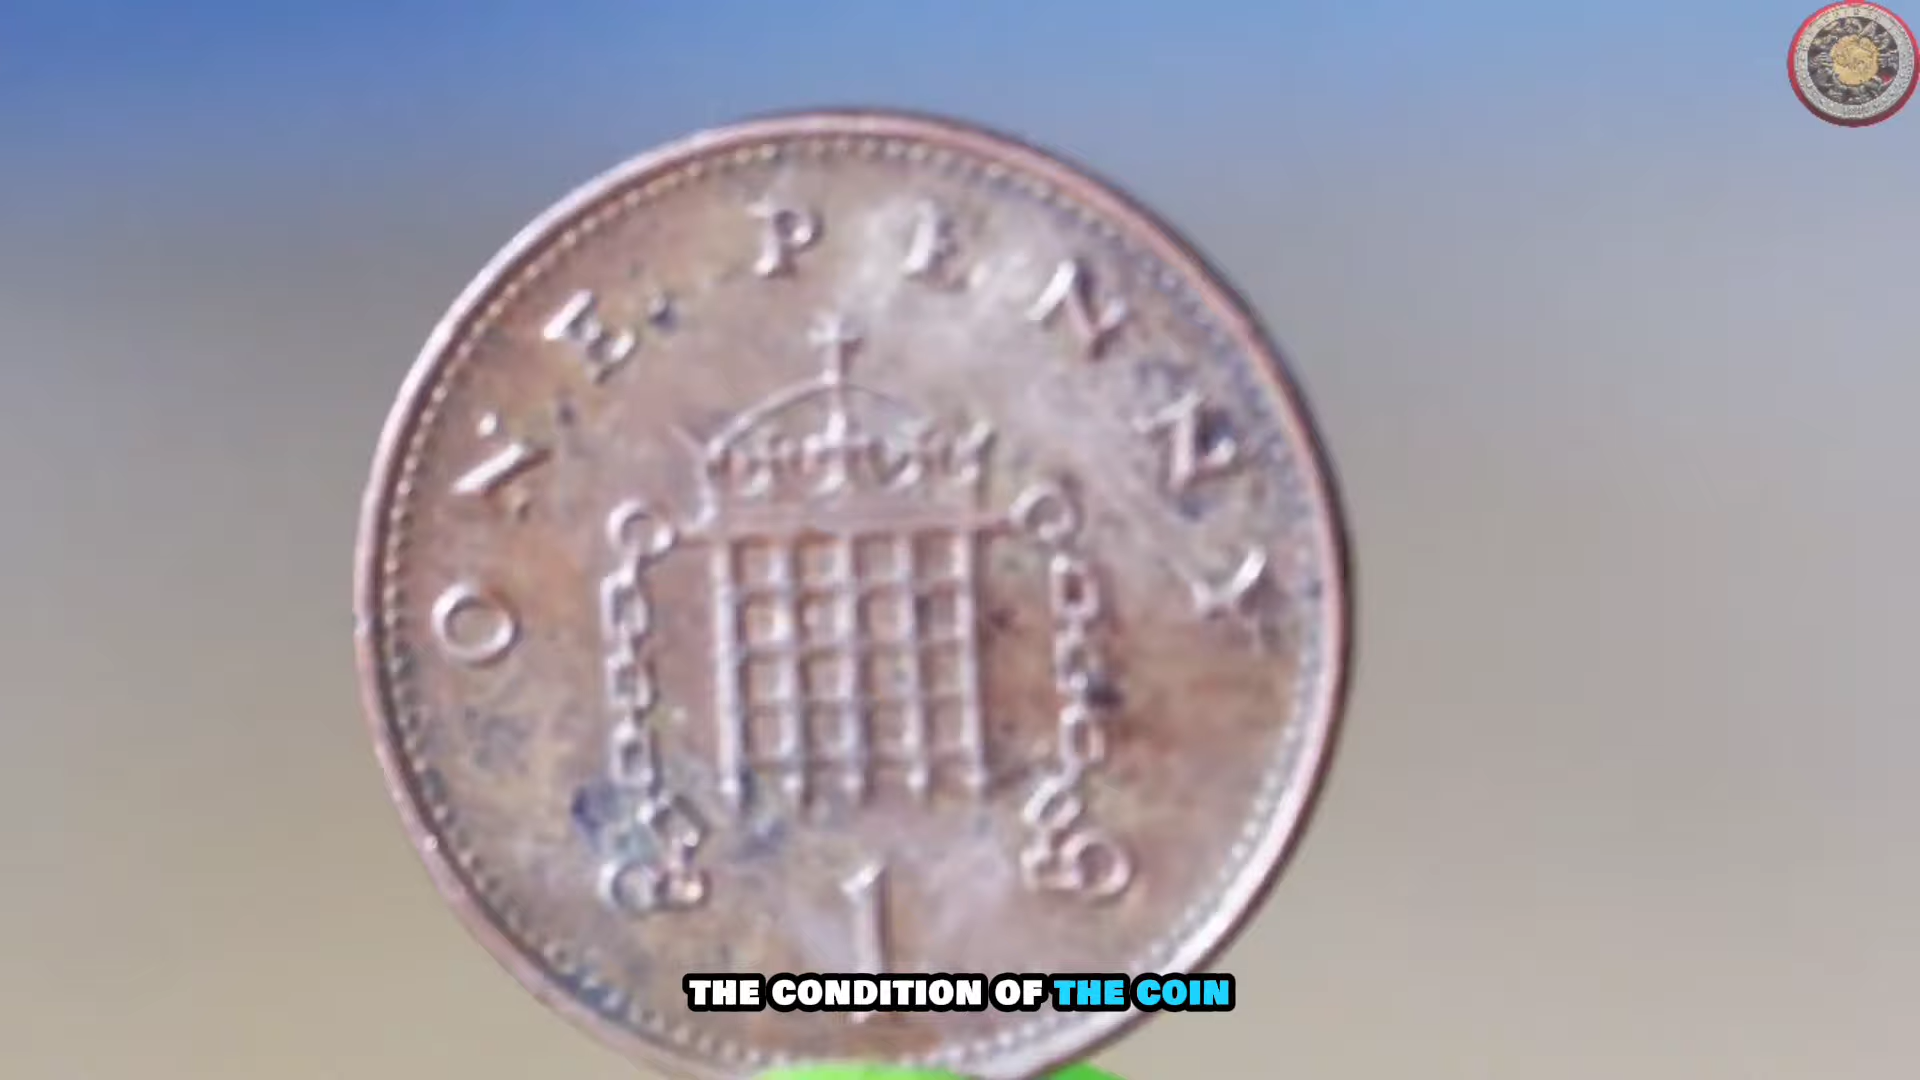 ONE · PENNY
1
THE CONDITION OF THE COIN